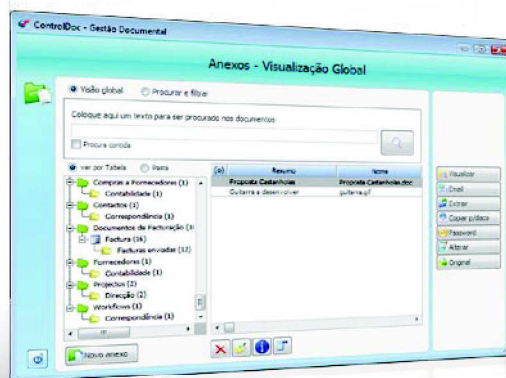 ControlDoc - Gestão Documental
Anexos - Visualização Global
Visão global
Procurar e filtrar
Coloque aqui um texto para ser procurado nos documentos
Procura contida
ver por Tabela
Pasta
Compras a Fornecedores (1)
Contabilidade (1)
Contactos (1)
Correspondência (1)
Documentos de Facturação (1
Factura (16)
Facturas enviadas (12)
Fornecedores (1)
Contabilidade (1)
Projectos (2)
Direcção (2)
Workflows (1)
Correspondência (1)
Resumo
Nome
Proposta Castanholas
Proposta Castanholas.doc
Guitarra a desenvolver
guitarra.gif
Visualizar
Email
Extrair
Copiar p/disco
Password
Alterar
Original
Novo anexo